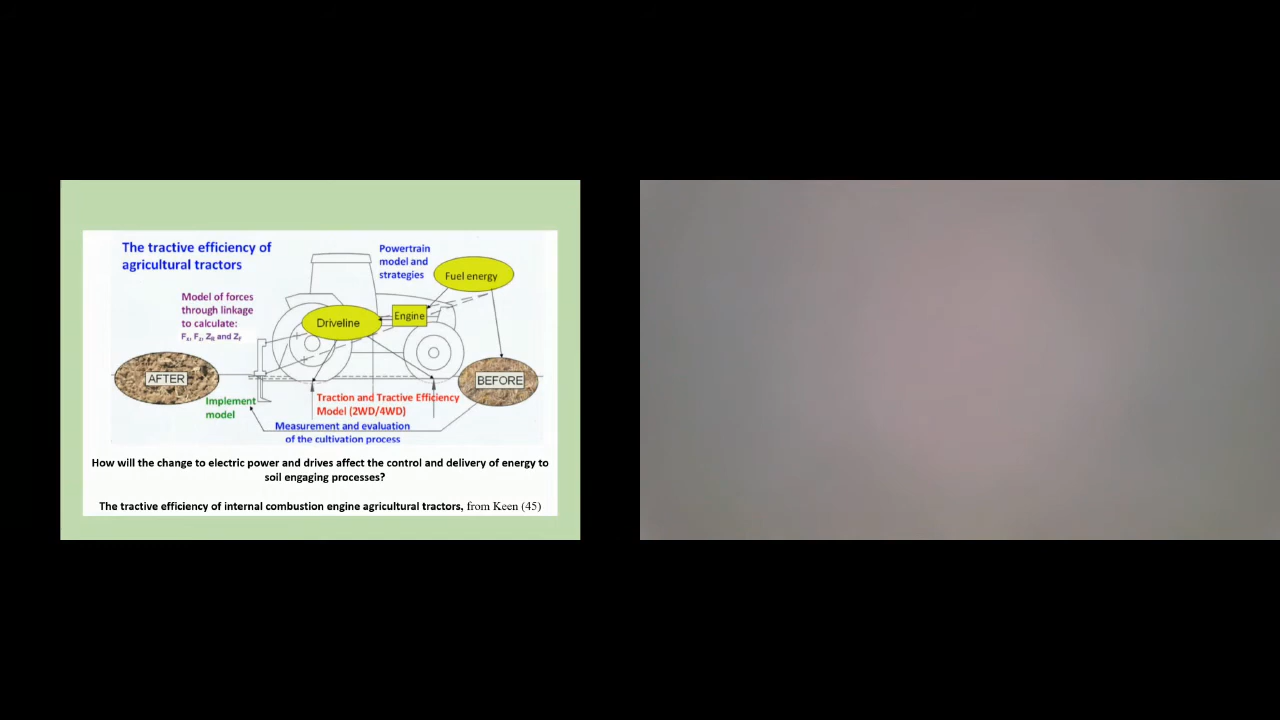 The tractive efficiency of
agricultural tractors
Powertrain
model and
strategies
Fuel energy
Model of forces
through linkage
to calculate:
Engine
Driveline
AFTER
BEFORE
Implement
model
Traction and Tractive Efficiency
Model (2WD/4WD)
Measurement and evaluation
of the cultivation process
How will the change to electric power and drives affect the control and delivery of energy to
soil engaging processes?
The tractive efficiency of internal combustion engine agricultural tractors, from Keen (45)